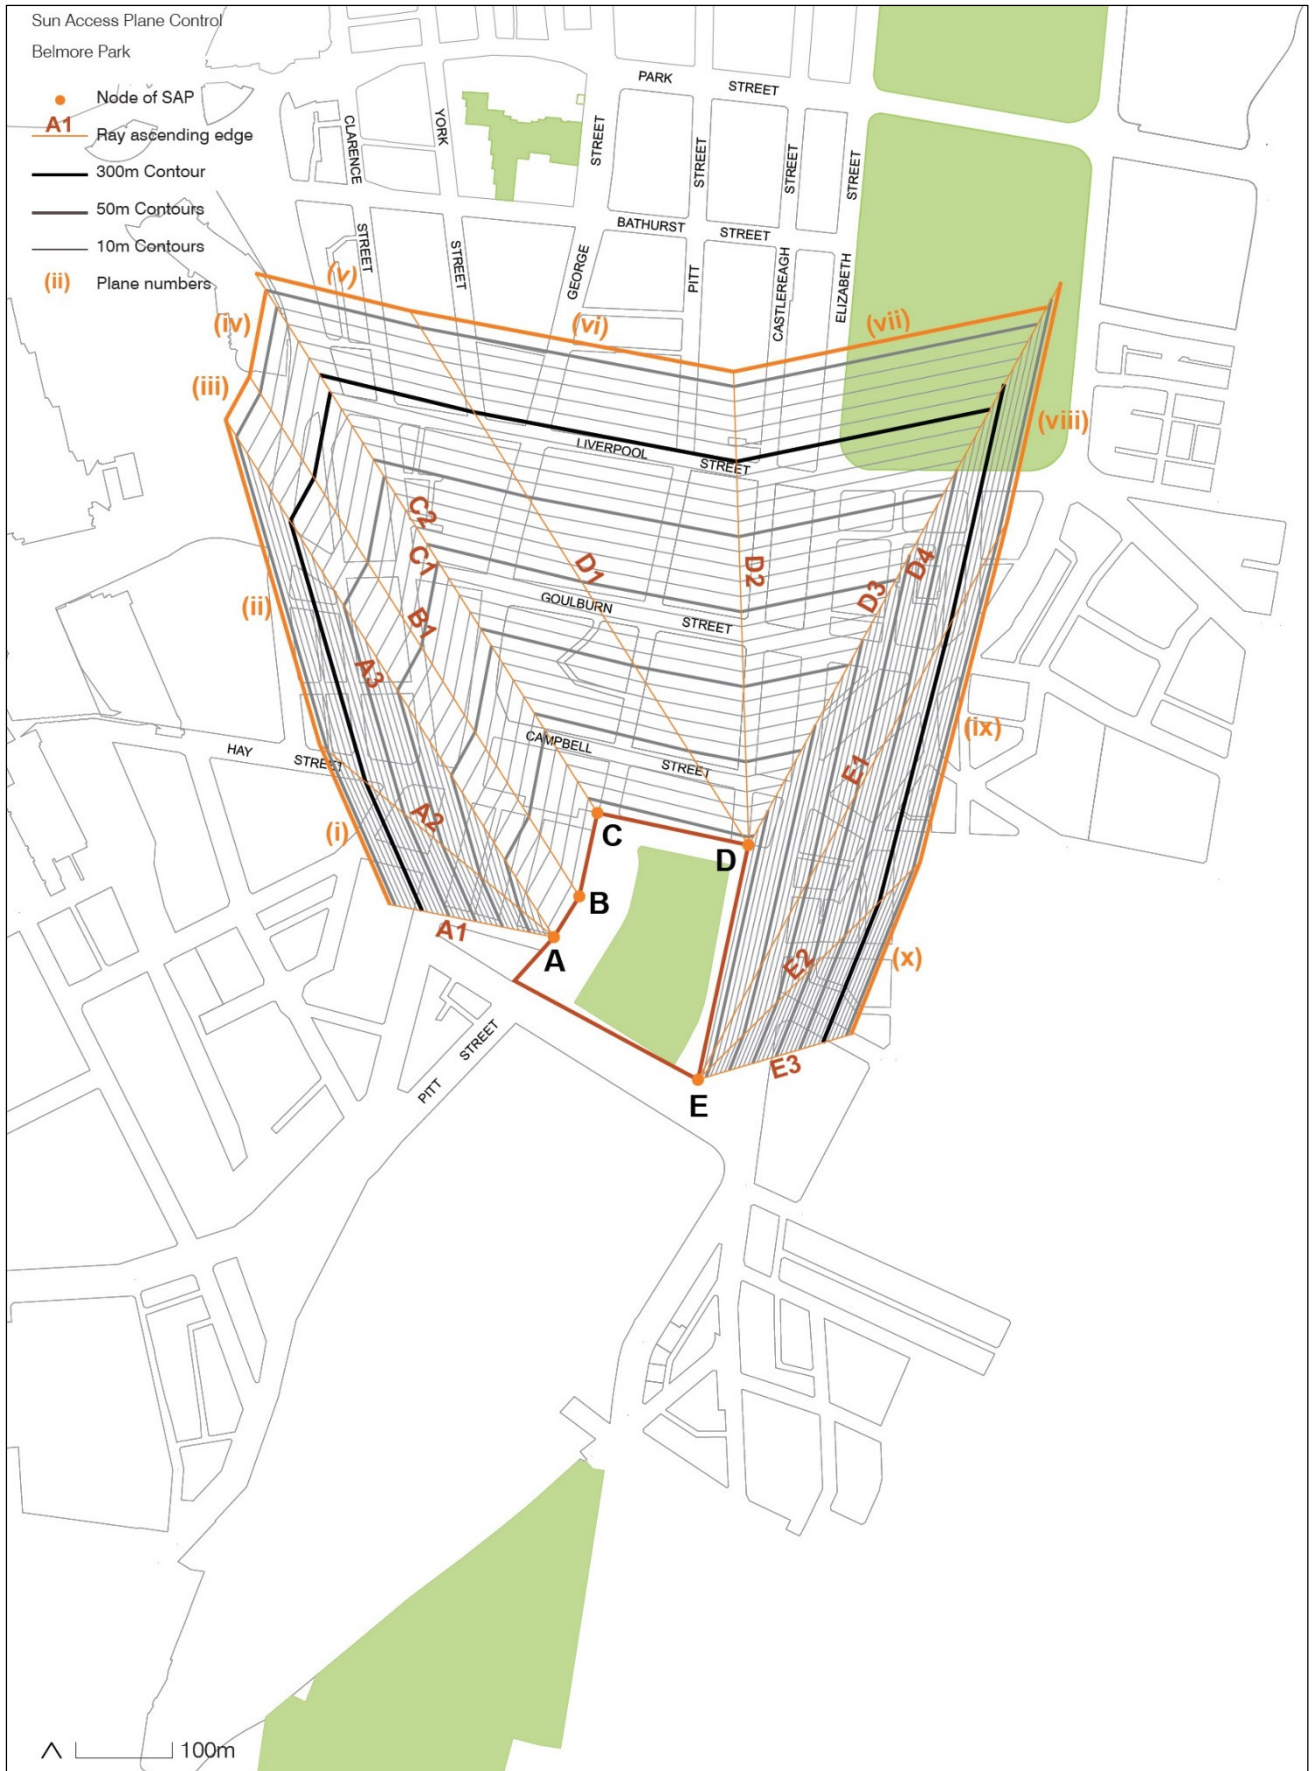 Sun Access Plane Control
Belmore Park
Node of SAP
A1
Ray ascending edge
300m Contour
50m Contours
10m Contours
(ii) Plane numbers
PARK
STREET
CLARENCE
YORK
STREET
STREET
STREET
STREET
BATHURST
STREET
STREET
STREET
GEORGE
PITT
CASTLEREAGH
ELIZABETH
(v)
(iv)
(vi)
(vii)
(iii)
(viii)
LIVERPOOL
STREET
C2
C1
D1
D2
D3
D4
B1
GOULBURN
STREET
(ii)
A3
(ix)
HAY
STREET
CAMPBELL
STREET
E1
A2
(i)
C
D
B
A1
A
E2
(x)
E3
E
PITT
STREET
100m